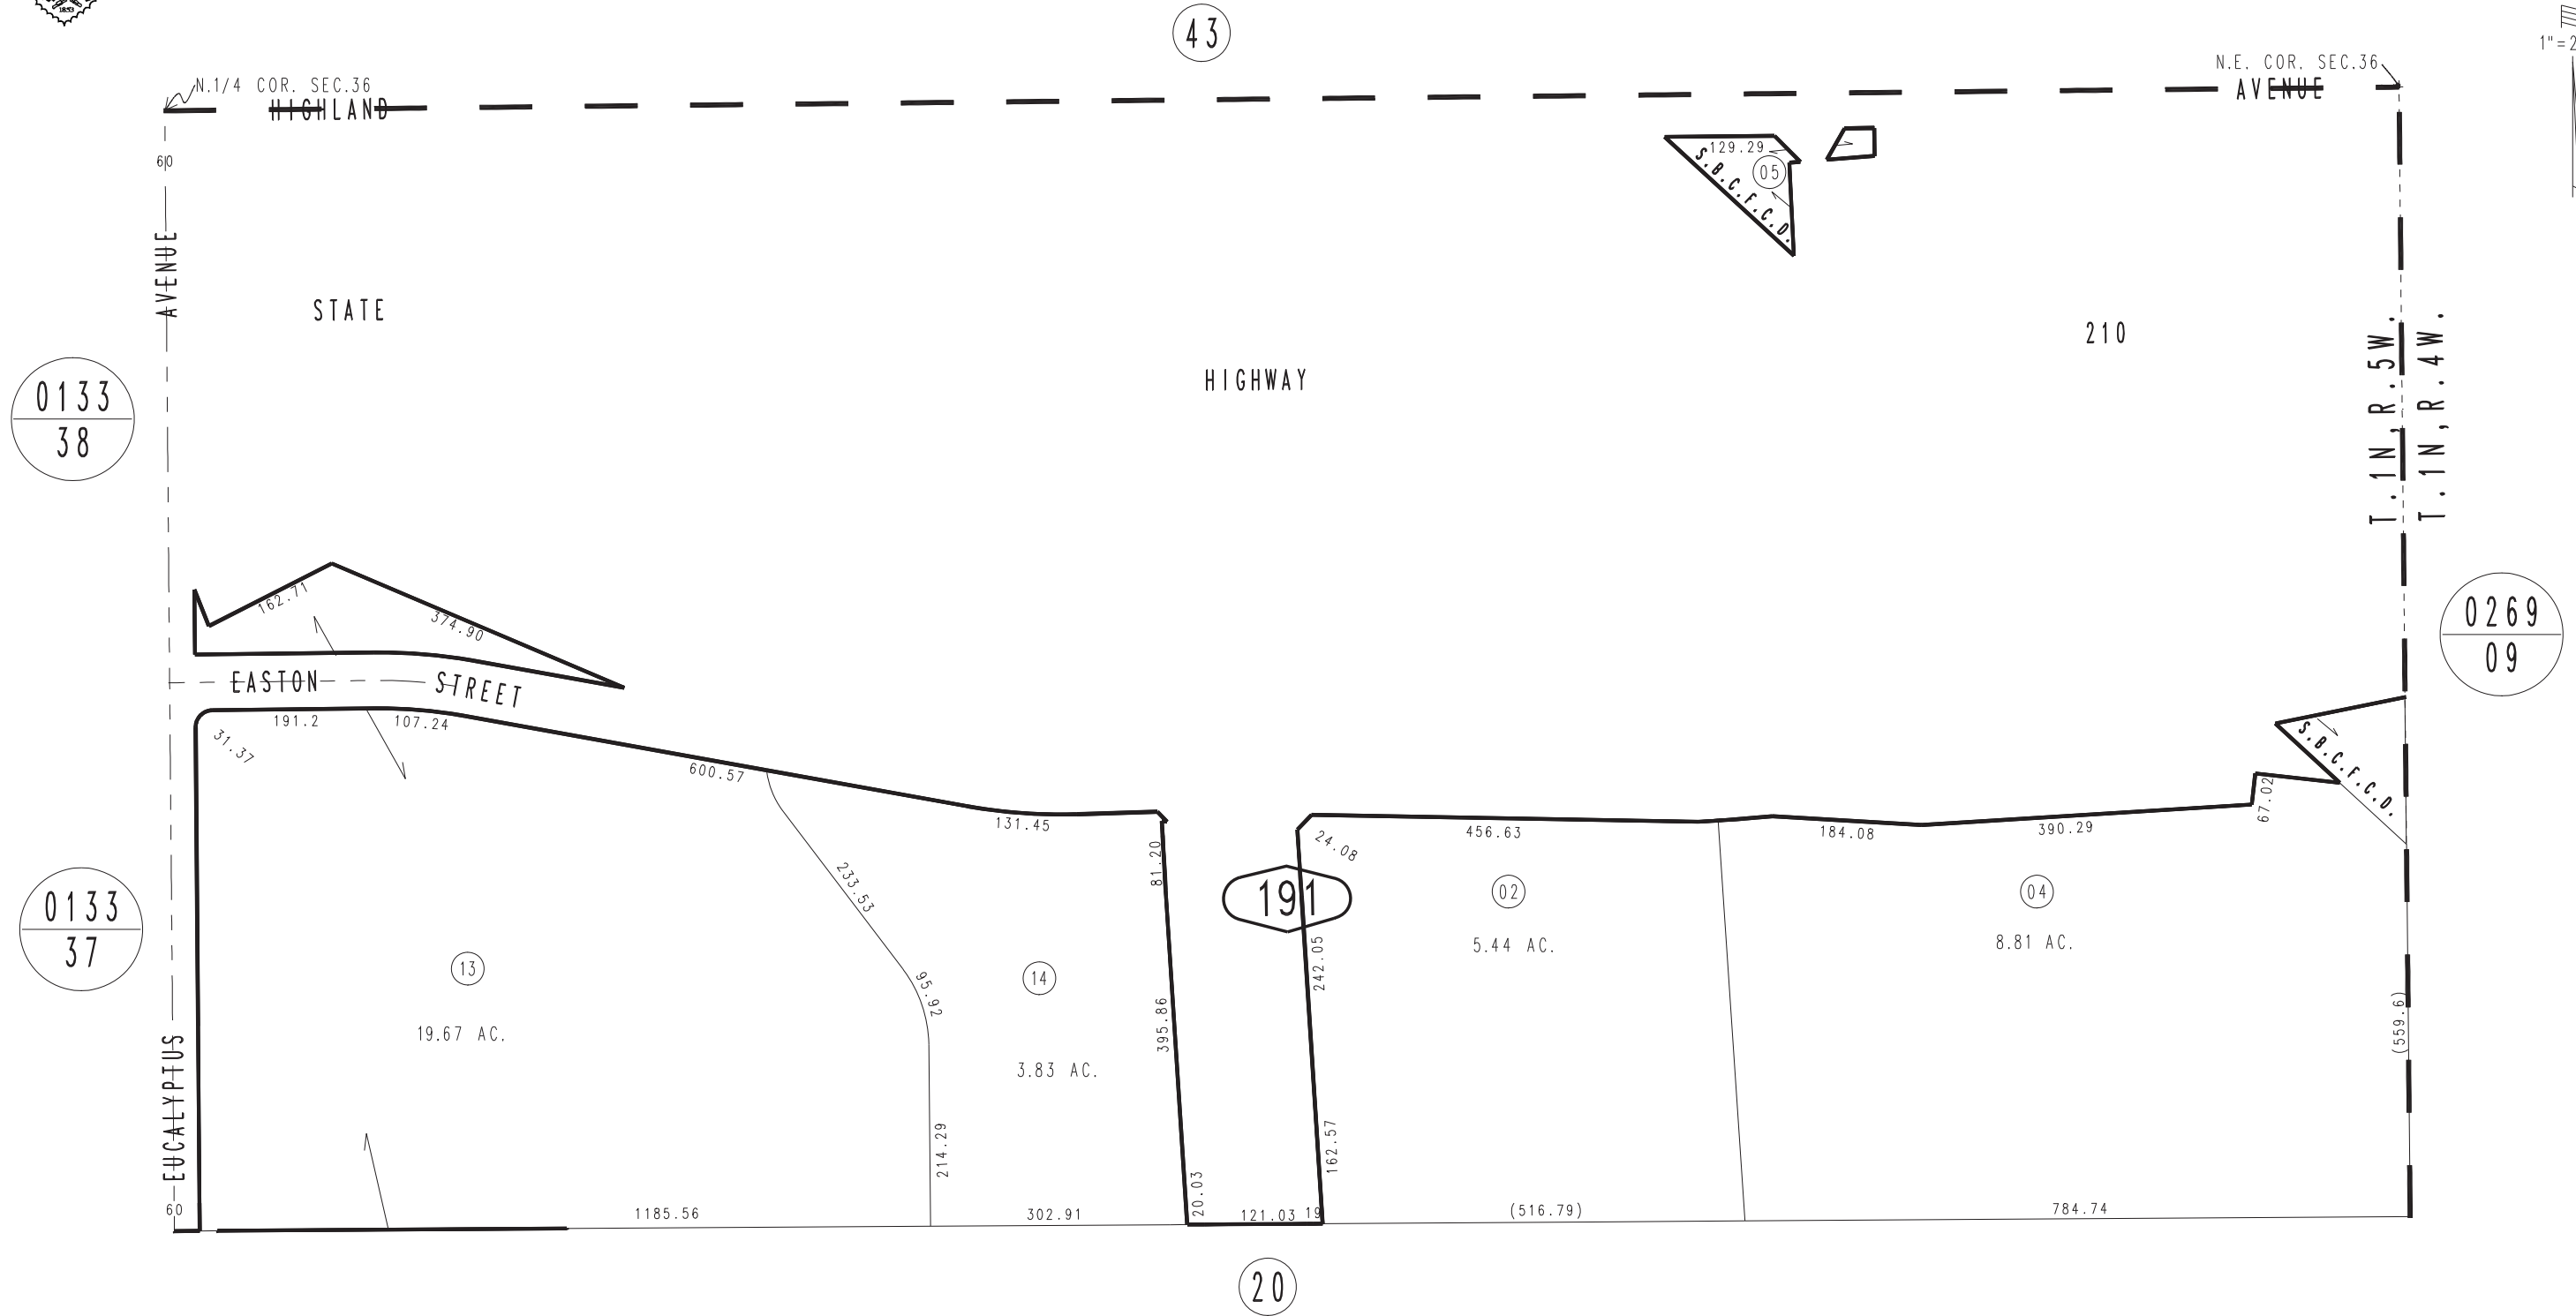 1853
43
1"=2
N.1/4 COR. SEC.36
N.E. COR. SEC.36
HIGHLAND
AVENUE
60
129.29
05
S.B.C.F.C.D.
AVENUE
STATE
210
HIGHWAY
T.1N,R.5W.
T.1N,R.4W.
0133
38
162.71
374.90
0269
09
EASTON STREET
191.2
107.24
31.37
600.57
131.45
S.B.C.F.C.D.
67.02
24.08
456.63
184.08
390.29
81.20
233.53
191
02
04
5.44 AC.
8.81 AC.
0133
37
13
14
95.92
242.05
395.86
(559.6)
19.67 AC.
3.83 AC.
EUCALYPTUS
214.29
162.57
20.03
60
1185.56
302.91
121.03
19
(516.79)
784.74
20